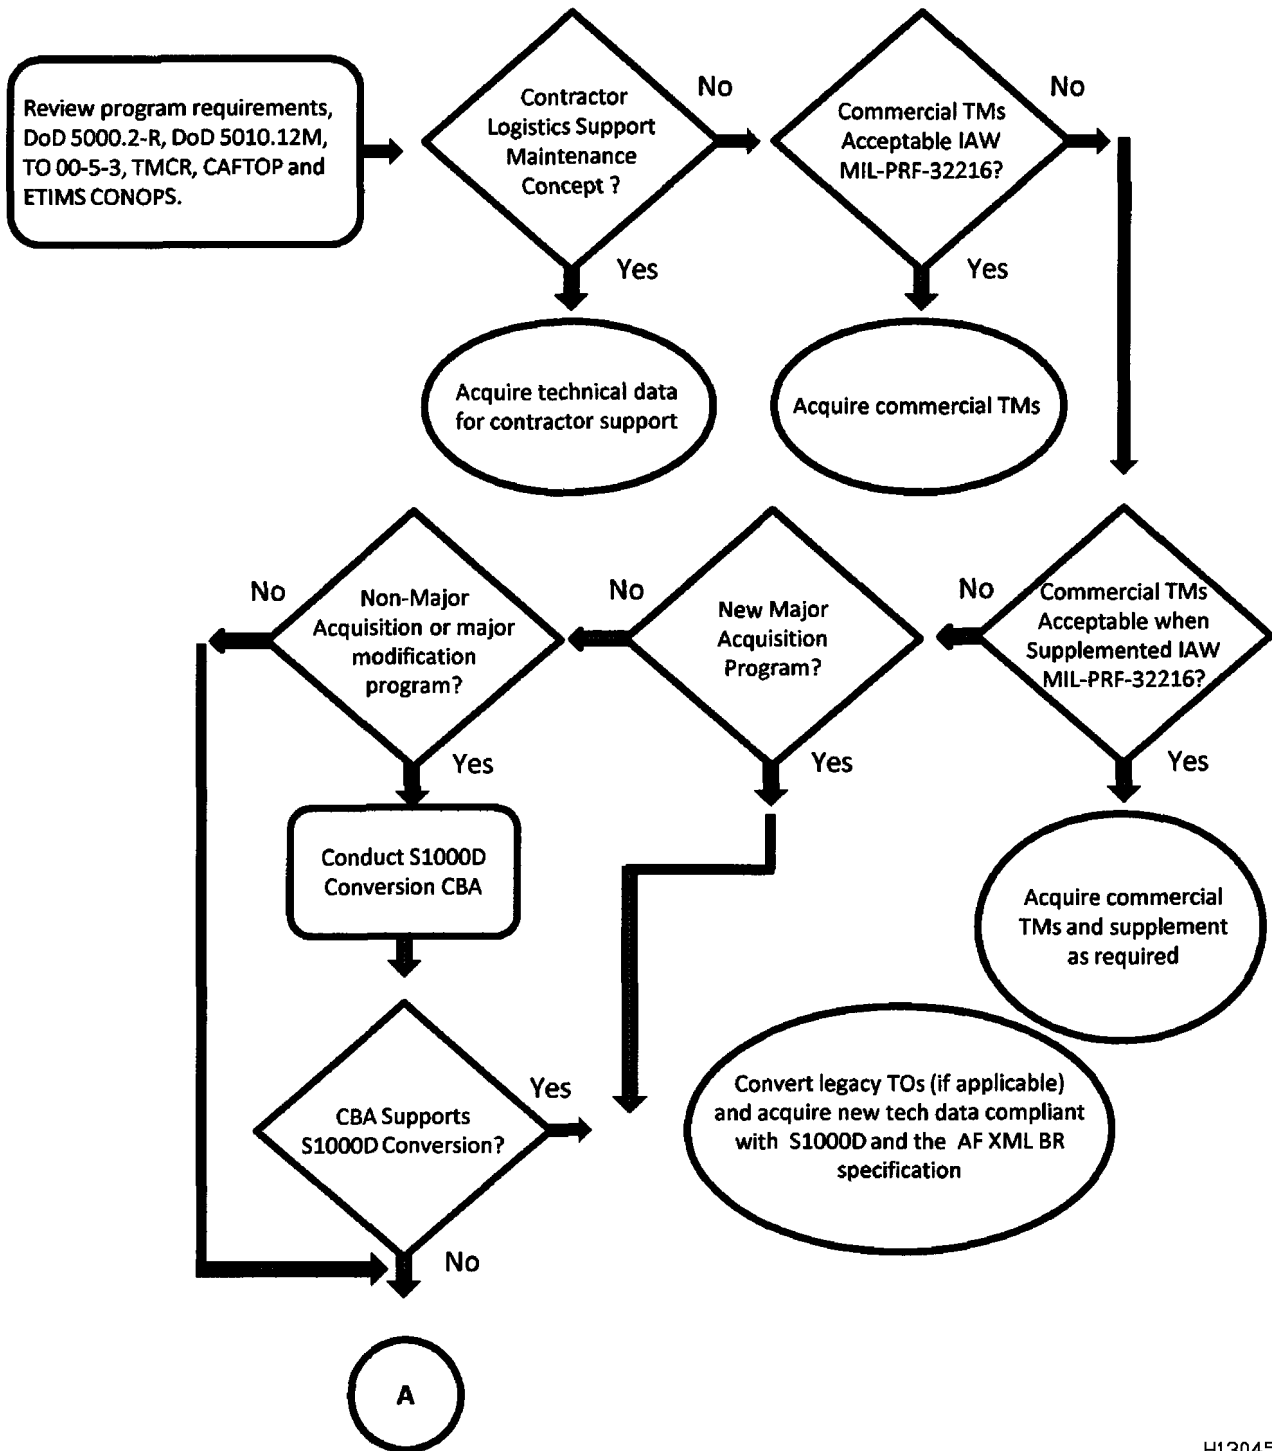 Review program requirements,
DoD 5000.2-R, DoD 5010.12M,
TO 00-5-3, TMCR, CAFTOP and
ETIMS CONOPS.
Contractor
Logistics Support
Maintenance
Concept ?
No
Commercial TMs
Acceptable IAW
MIL-PRF-32216?
No
Yes
Yes
Acquire technical data
for contractor support
Acquire commercial TMs
No
Non-Major
Acquisition or major
modification
program?
No
New Major
Acquisition
Program?
No
Commercial TMs
Acceptable when
Supplemented IAW
MIL-PRF-32216?
Yes
Yes
Yes
Conduct S1000D
Conversion CBA
Acquire commercial
TMs and supplement
as required
CBA Supports
S1000D Conversion?
Yes
Convert legacy TOs (if applicable)
and acquire new tech data compliant
with S1000D and the AF XML BR
specification
No
A
H13045